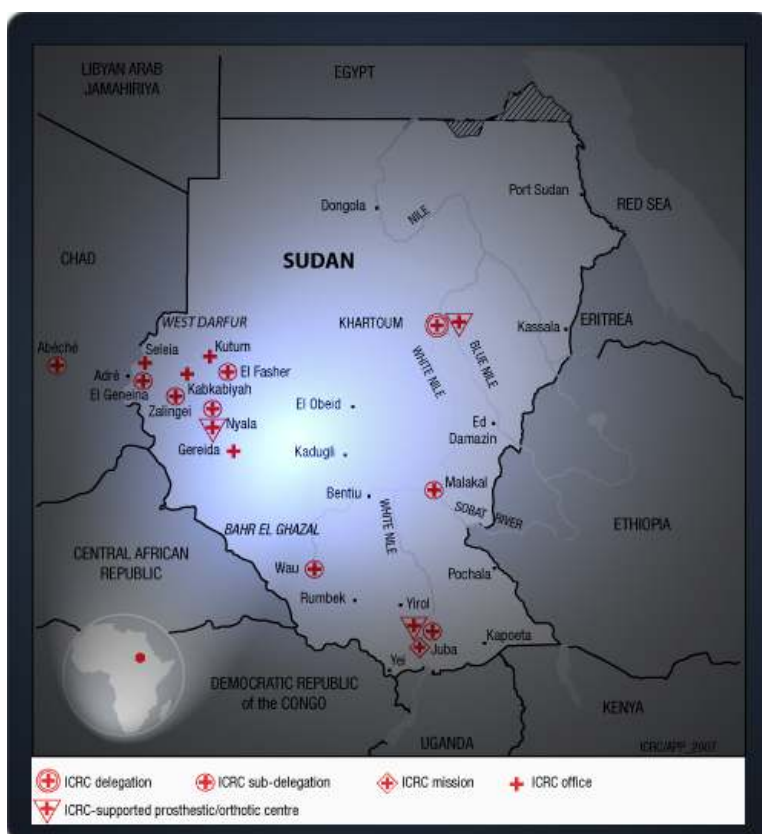 LIBYAN ARAB
JAMAHIRIYA
EGYPT
Port Sudan
RED SEA
Dongola
NILE
CHAD
SUDAN
WEST DARFUR
KHARTOUM
ERITREA
Kassala
Abéché
Seleia
Kutum
BLUE NILE
WHITE NILE
Adré
El Fasher
El Geneina
Kabkabiyah
Zalingei
El Obeid
Nyala
Ed
Damazin
Gereida
Kadugli
Malakal
Bentiu
SOBAT RIVER
WHITE NILE
ETHIOPIA
BAHR EL GHAZAL
CENTRAL AFRICAN
REPUBLIC
Wau
Pochala
Rumbek
Yirol
Kapoeta
Juba
Yei
DEMOCRATIC REPUBLIC
of the CONGO
KENYA
UGANDA
ICRC/APP_2007
ICRC delegation
ICRC sub-delegation
ICRC mission
ICRC office
ICRC-supported prosthestic/orthotic centre